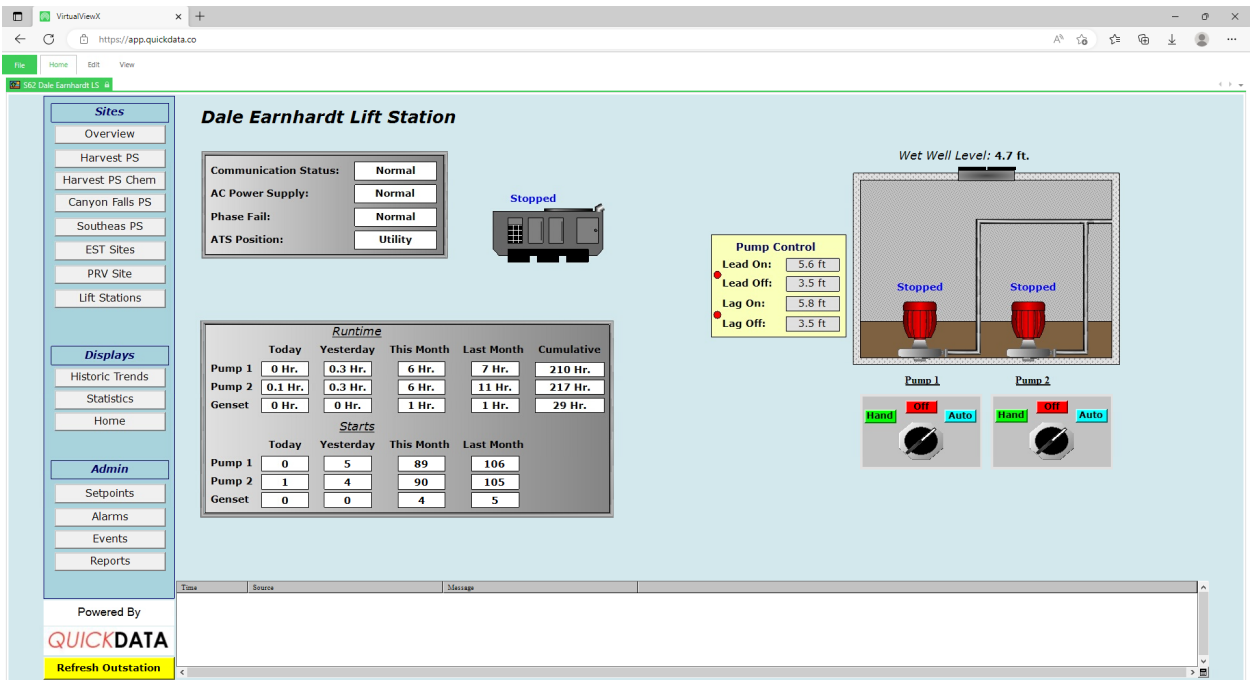 VirtualViewX
https://app.quickdata.co
File Home Edit View
S62 Dale Earnhardt LS
Sites
Overview
Harvest PS
Harvest PS Chem
Canyon Falls PS
Southeas PS
EST Sites
PRV Site
Lift Stations
Displays
Historic Trends
Statistics
Home
Admin
Setpoints
Alarms
Events
Reports
Powered By
QUICKDATA
Refresh Outstation
Dale Earnhardt Lift Station
Communication Status: Normal
AC Power Supply: Normal
Phase Fail: Normal
ATS Position: Utility
Stopped
Wet Well Level: 4.7 ft.
Pump Control
Lead On: 5.6 ft
Lead Off: 3.5 ft
Lag On: 5.8 ft
Lag Off: 3.5 ft
Stopped Stopped
Pump 1 Pump 2
Hand Off Auto Hand Off Auto
Runtime
Today Yesterday This Month Last Month Cumulative
Pump 1 0 Hr. 0.3 Hr. 6 Hr. 7 Hr. 210 Hr.
Pump 2 0.1 Hr. 0.3 Hr. 6 Hr. 11 Hr. 217 Hr.
Genset 0 Hr. 0 Hr. 1 Hr. 1 Hr. 29 Hr.
Starts
Today Yesterday This Month Last Month
Pump 1 0 5 89 106
Pump 2 1 4 90 105
Genset 0 0 4 5
Time Source Message